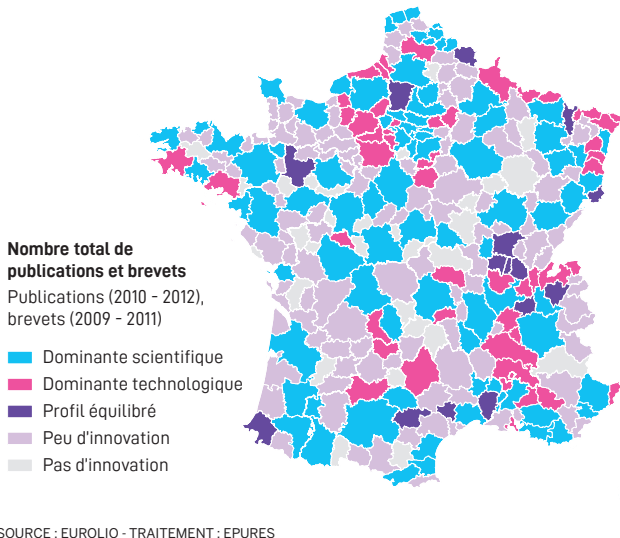 Nombre total de
publications et brevets
Publications (2010 - 2012),
brevets (2009 - 2011)
Dominante scientifique
Dominante technologique
Profil équilibré
Peu d'innovation
Pas d'innovation
SOURCE : EUROLIO - TRAITEMENT : EPURES